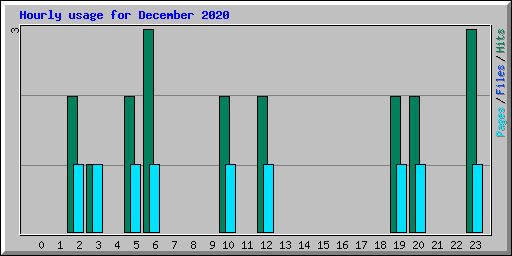 Hourly usage for December 2020
3
Pages/Files/Hits
0 1 2 3 4 5 6 7 8 9 10 11 12 13 14 15 16 17 18 19 20 21 22 23